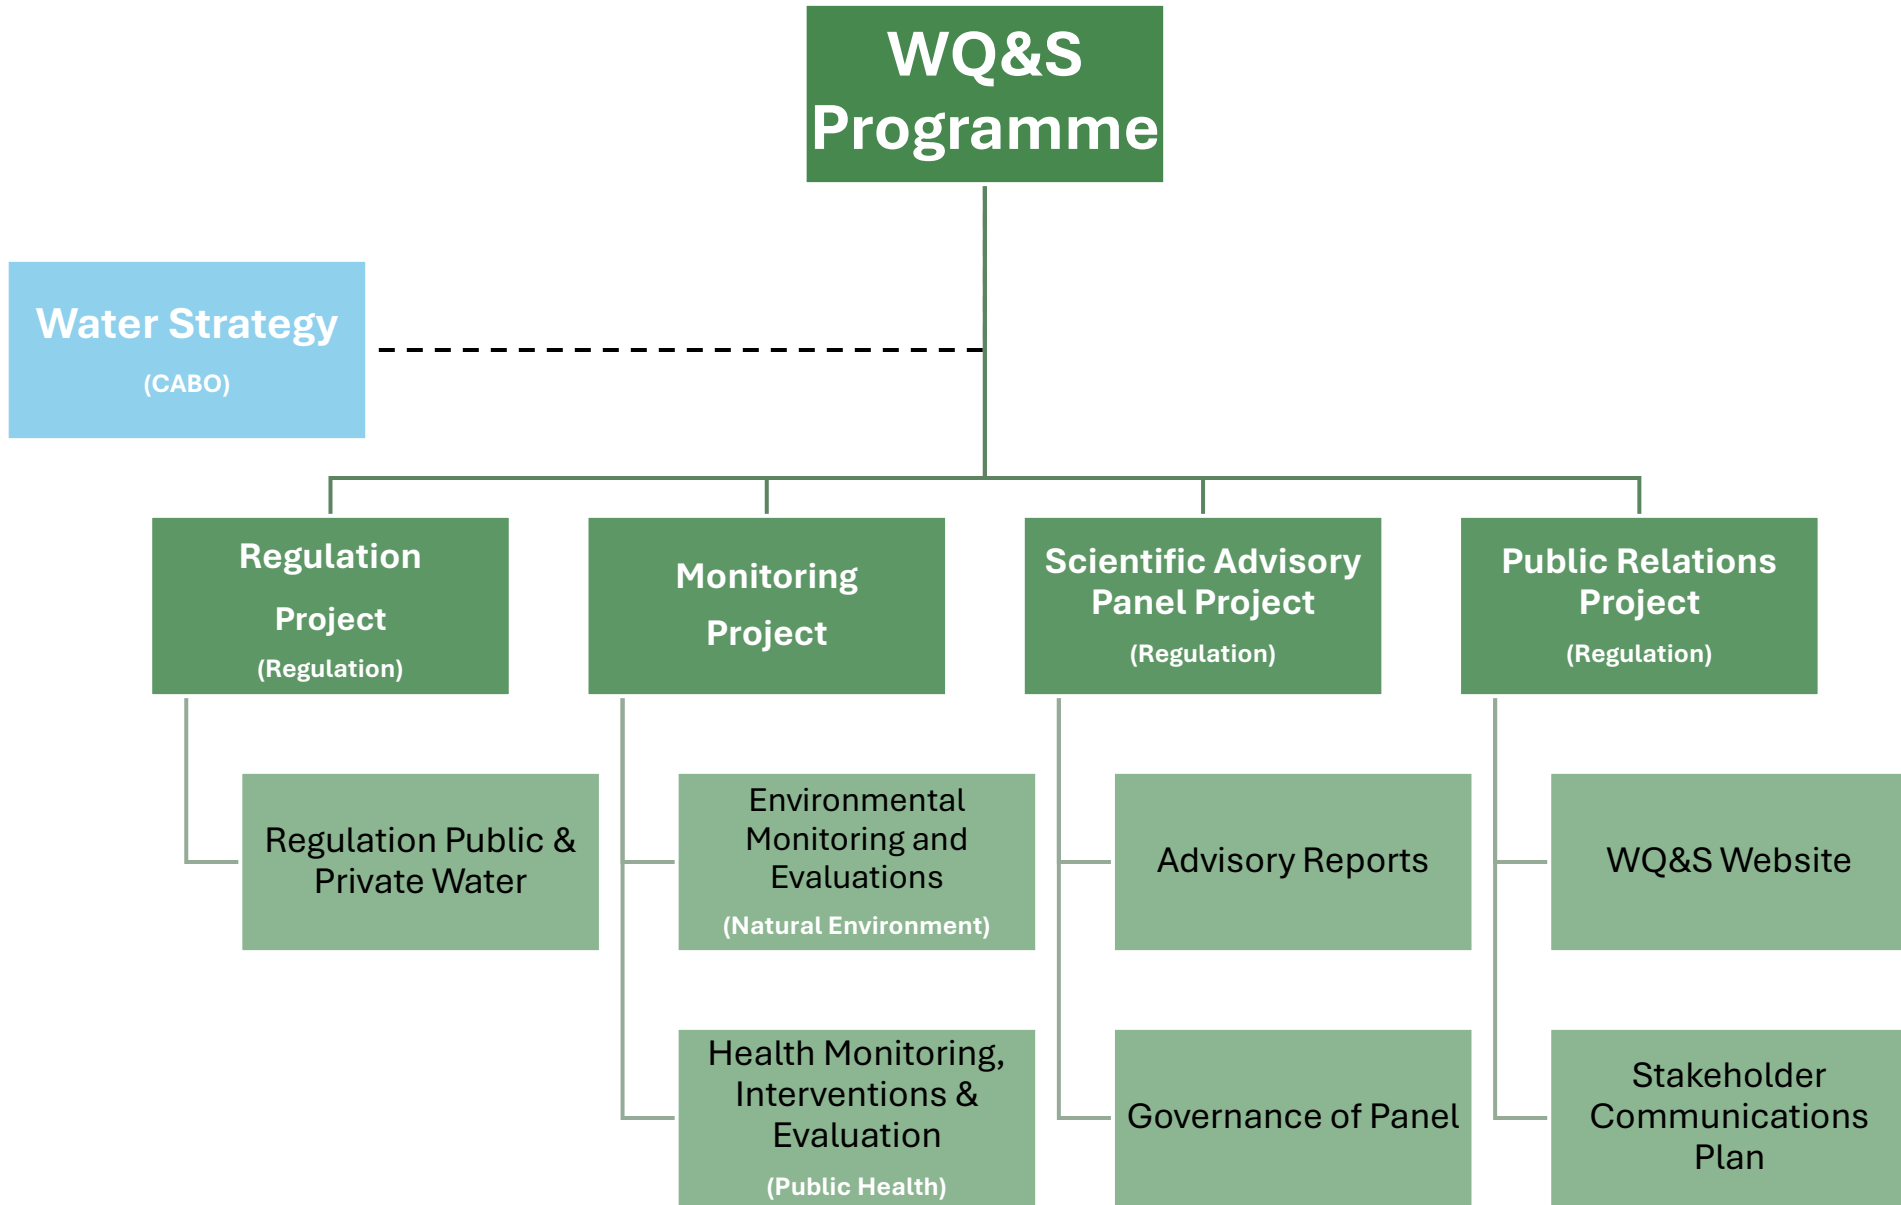 WQ&S
Programme
Water Strategy
(CABO)
Regulation
Project
(Regulation)
Monitoring
Project
Scientific Advisory
Panel Project
(Regulation)
Public Relations
Project
(Regulation)
Regulation Public &
Private Water
Environmental
Monitoring and
Evaluations
(Natural Environment)
Advisory Reports
WQ&S Website
Health Monitoring,
Interventions &
Evaluation
(Public Health)
Governance of Panel
Stakeholder
Communications
Plan